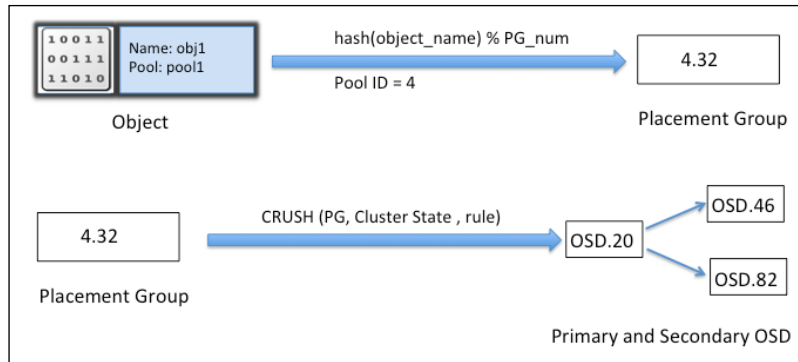 10011
00111
11010
Name: obj1
Pool: pool1
Object
hash(object_name) % PG_num
Pool ID = 4
4.32
Placement Group
4.32
Placement Group
CRUSH (PG, Cluster State , rule)
OSD.20
OSD.46
OSD.82
Primary and Secondary OSD